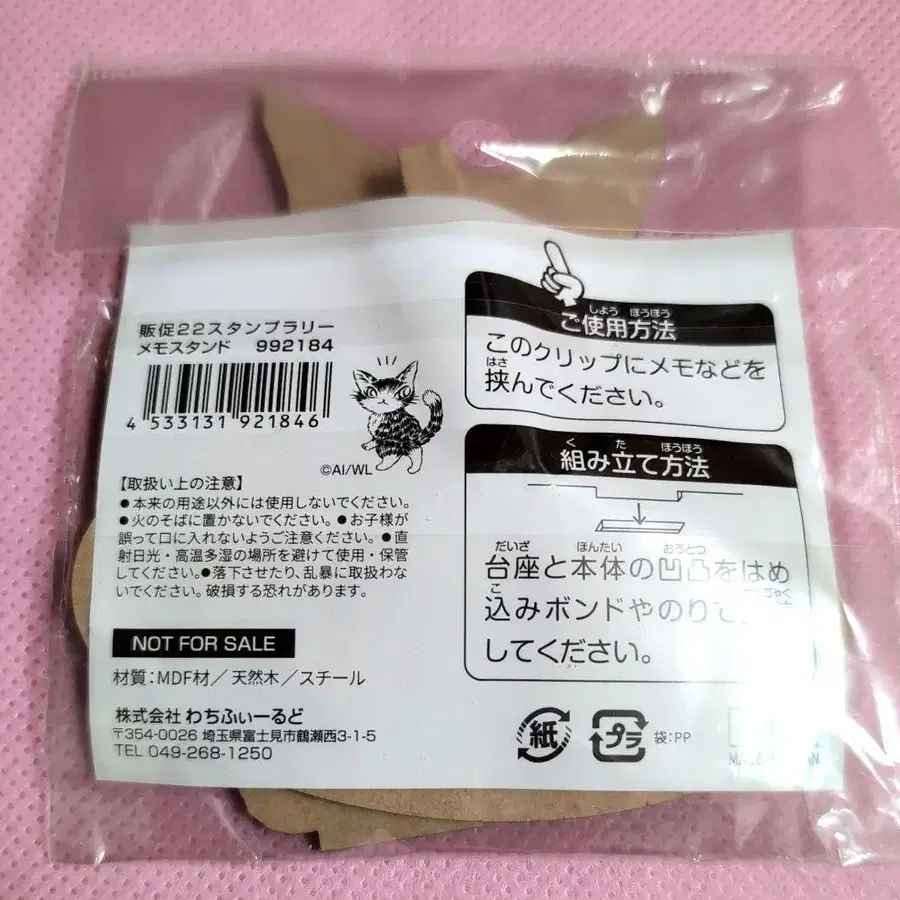 販促22スタンプラリー
メモスタンド 992184
4 533131 921846
©AI/WL
【取扱い上の注意】
●本来の用途以外には使用しないでください。
●火のそばに置かないでください。●お子様が
誤って口に入れないようご注意ください。●直
射日光・高温多湿の場所を避けて使用・保管
してください。●落下させたり、乱暴に取扱わな
いでください。破損する恐れがあります。
NOT FOR SALE
材質：MDF材／天然木／スチール
株式会社 わちふぃーるど
〒354-0026 埼玉県富士見市鶴瀬西3-1-5
TEL 049-268-1250
しよう ほうほう
ご使用方法
このクリップにメモなどを
はさ
挟んでください。
く た ほうほう
組み立て方法
だいざ ほんたい おうとつ
台座と本体の凹凸をはめ
こ
込みボンドやのりで
してください。
紙
プラ
袋：PP